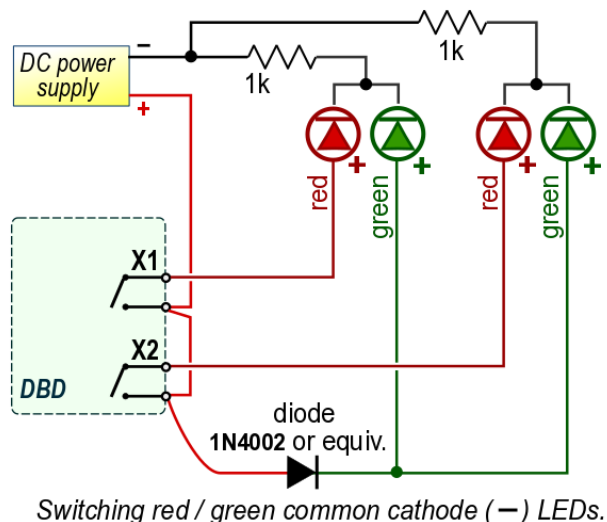 −
DC power
supply
+
1k
1k
+
+
+
+
red
green
red
green
X1
X2
DBD
diode
1N4002 or equiv.
Switching red / green common cathode (−) LEDs.